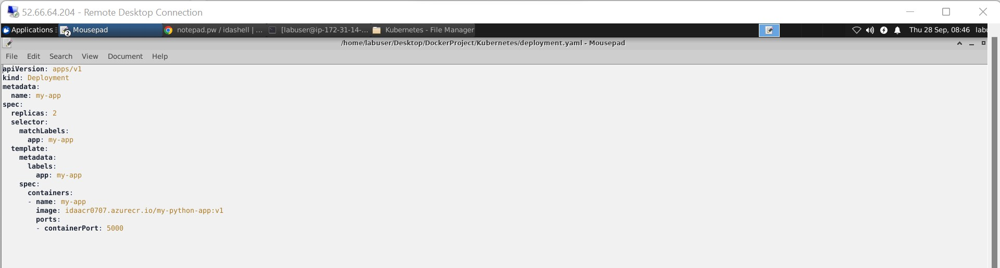 52.66.64.204 - Remote Desktop Connection
Applications 2 Mousepad notepad.pw / idashell | ... [labuser@ip-172-31-14-... Kubernetes - File Manager Thu 28 Sep, 08:46 labu
/home/labuser/Desktop/DockerProject/Kubernetes/deployment.yaml - Mousepad
File Edit Search View Document Help
apiVersion: apps/v1
kind: Deployment
metadata:
  name: my-app
spec:
  replicas: 2
  selector:
    matchLabels:
      app: my-app
  template:
    metadata:
      labels:
        app: my-app
    spec:
      containers:
      - name: my-app
        image: idaacr0707.azurecr.io/my-python-app:v1
        ports:
        - containerPort: 5000